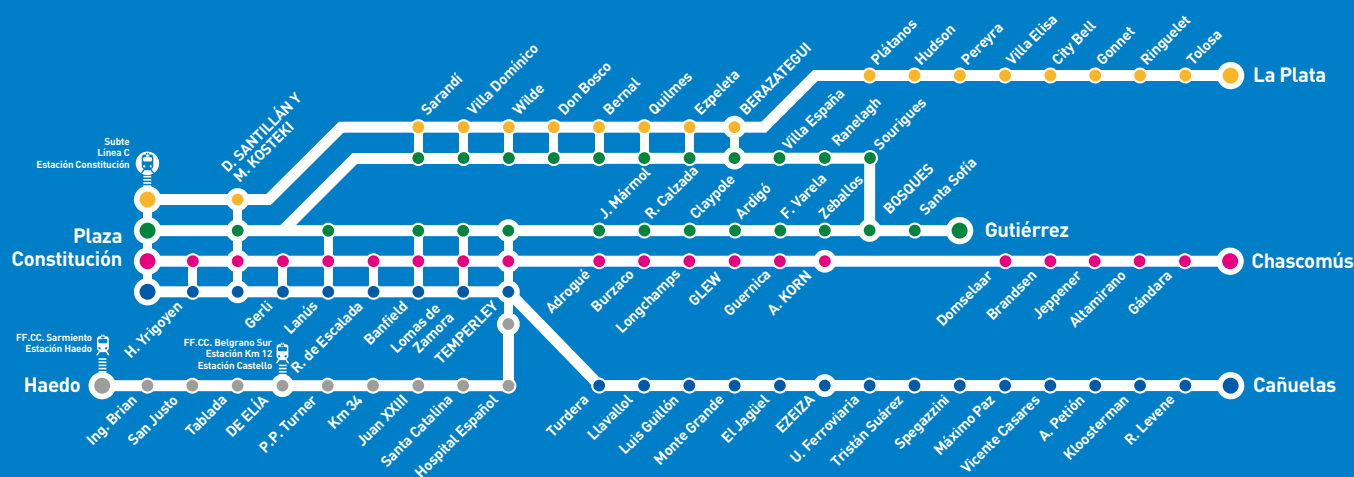 Plátanos
Hudson
Pereyra
Villa Elisa
City Bell
Gonnet
Ringuelet
Tolosa
La Plata
Sarandí
Villa Domínico
Wilde
Don Bosco
Bernal
Quilmes
Ezpeleta
BERAZATEGUI
Villa España
Ranelagh
Sourigues
Subte
Línea C
Estación Constitución
D. SANTILLÁN Y
M. KOSTEKI
J. Mármol
R. Calzada
Claypole
Ardigó
F. Varela
Zeballos
BOSQUES
Santa Sofía
Gutiérrez
Plaza
Constitución
Chascomús
H. Yrigoyen
Gerli
Lanús
R. de Escalada
Banfield
Lomas de
Zamora
TEMPERLEY
Adrogué
Burzaco
Longchamps
GLEW
Guernica
A. KORN
Domselaar
Brandsen
Jeppener
Altamirano
Gándara
FF.CC. Sarmiento
Estación Haedo
FF.CC. Belgrano Sur
Estación Km 12
Estación Castello
Haedo
Cañuelas
Ing. Brian
San Justo
Tablada
DE ELÍA
P.P. Turner
Km 34
Juan XXIII
Santa Catalina
Hospital Español
Turdera
Llavallol
Luis Guillón
Monte Grande
El Jagüel
EZEIZA
U. Ferroviaria
Tristán Suárez
Spegazzini
Máximo Paz
Vicente Casares
A. Petión
Kloosterman
R. Levene